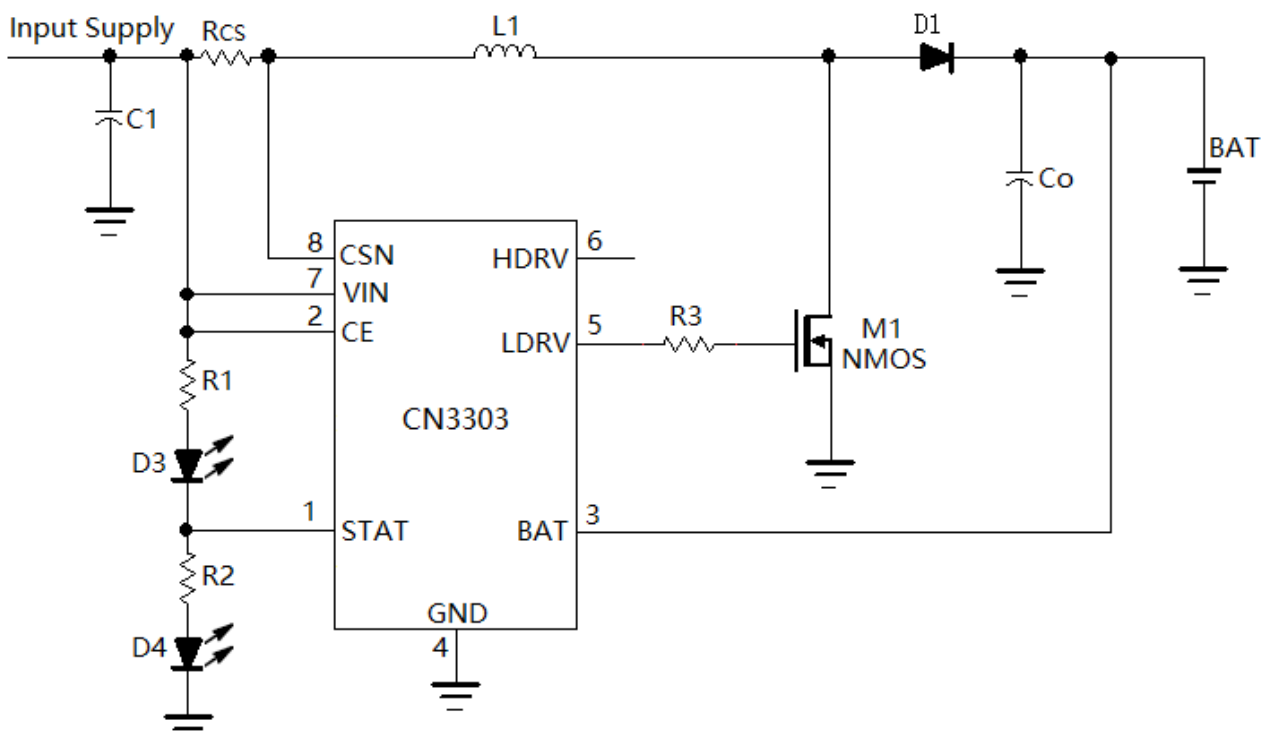 Input Supply
RCS
L1
D1
C1
Co
BAT
8
CSN
HDRV
6
7
VIN
2
CE
LDRV
5
R3
M1
NMOS
R1
CN3303
D3
1
STAT
BAT
3
R2
GND
D4
4